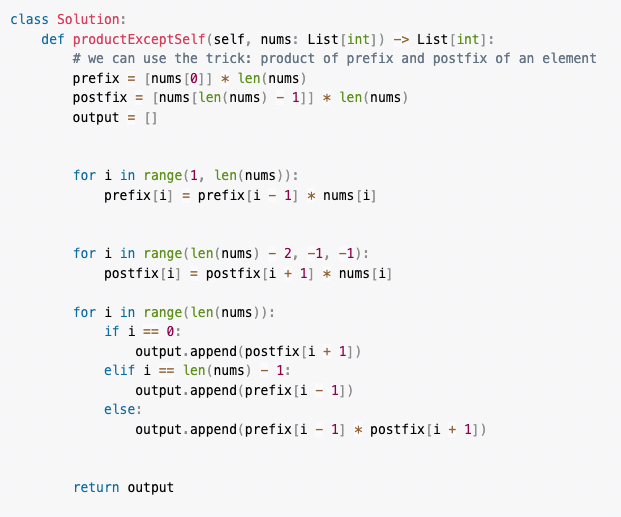 class Solution:
    def productExceptSelf(self, nums: List[int]) -> List[int]:
        # we can use the trick: product of prefix and postfix of an element
        prefix = [nums[0]] * len(nums)
        postfix = [nums[len(nums) - 1]] * len(nums)
        output = []
        for i in range(1, len(nums)):
            prefix[i] = prefix[i - 1] * nums[i]
        for i in range(len(nums) - 2, -1, -1):
            postfix[i] = postfix[i + 1] * nums[i]
        for i in range(len(nums)):
            if i == 0:
                output.append(postfix[i + 1])
            elif i == len(nums) - 1:
                output.append(prefix[i - 1])
            else:
                output.append(prefix[i - 1] * postfix[i + 1])
        return output